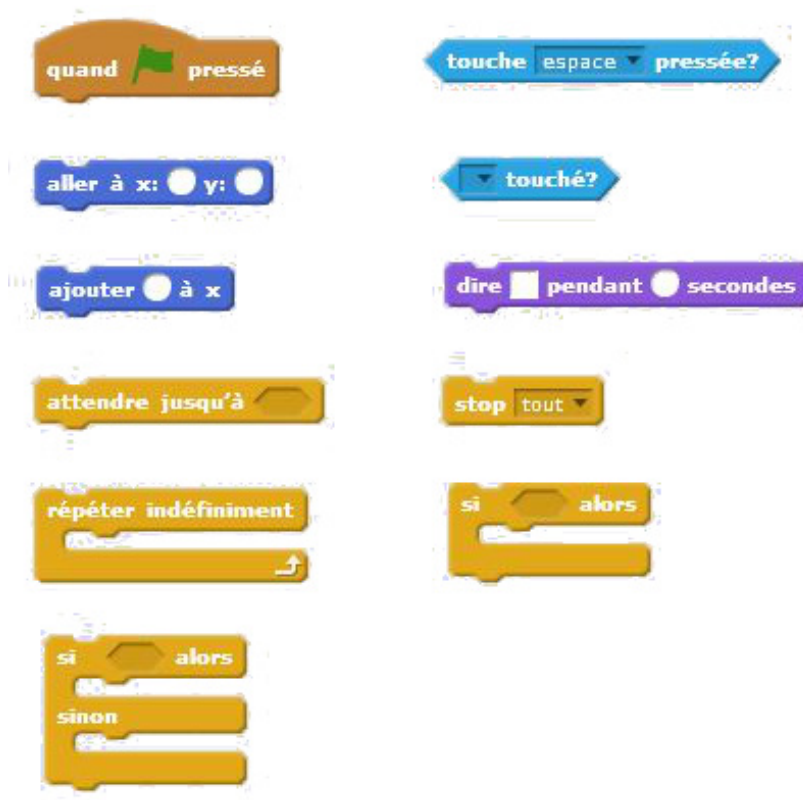 quand pressé
touche espace pressée?
aller à x: y:
touché?
ajouter à x
dire pendant secondes
attendre jusqu'à
stop tout
répéter indéfiniment
si alors
si alors
sinon